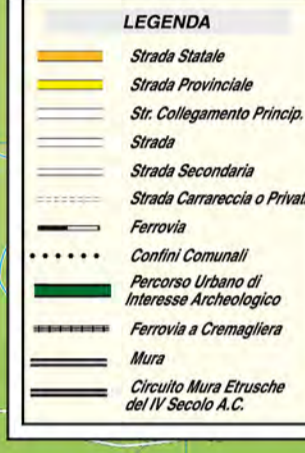 LEGENDA
Strada Statale
Strada Provinciale
Str. Collegamento Princip.
Strada
Strada Secondaria
Strada Carrareccia o Privat
Ferrovia
Confini Comunali
Percorso Urbano di
Interesse Archeologico
Ferrovia a Cremagliera
Mura
Circuito Mura Etrusche
del IV Secolo A.C.